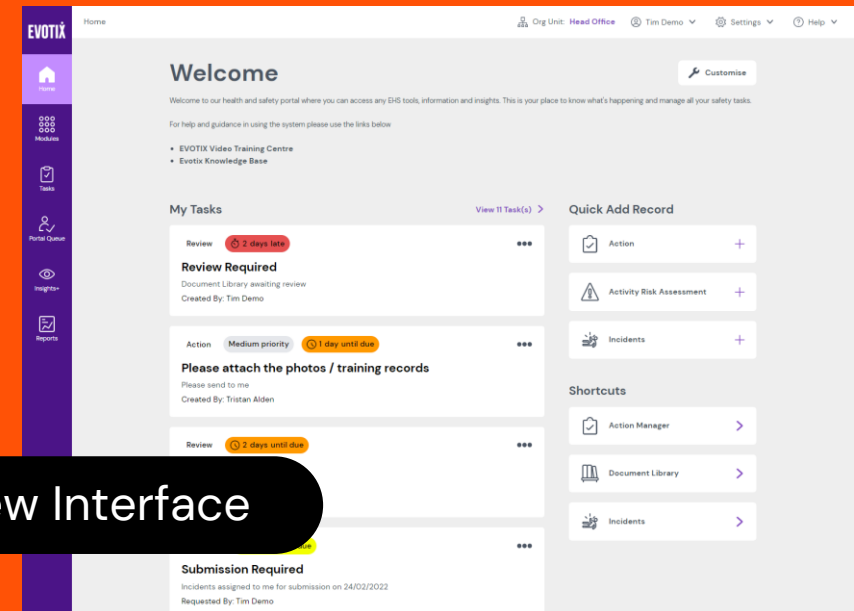 EVOTIX
Home
Org Unit: Head Office
Tim Demo
Settings
Help
Home
Modules
Tasks
Portal Queue
Insights+
Reports
Welcome
Customise
Welcome to our health and safety portal where you can access any EHS tools, information and insights. This is your place to know what's happening and manage all your safety tasks.
For help and guidance in using the system please use the links below
• EVOTIX Video Training Centre
• Evotix Knowledge Base
My Tasks
View 11 Task(s)
Review 2 days late
Review Required
Document Library awaiting review
Created By: Tim Demo
Action Medium priority 1 day until due
Please attach the photos / training records
Please send to me
Created By: Tristan Alden
Review 2 days until due
Submission Required
Incidents assigned to me for submission on 24/02/2022
Requested By: Tim Demo
Quick Add Record
Action
Activity Risk Assessment
Incidents
Shortcuts
Action Manager
Document Library
Incidents
Interface